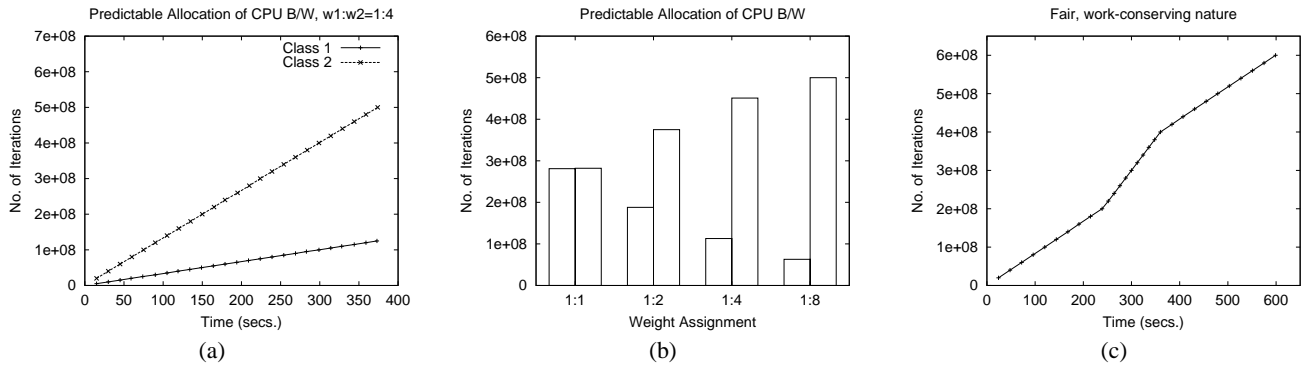 Predictable Allocation of CPU B/W, w1:w2=1:4
7e+08
6e+08
5e+08
4e+08
3e+08
2e+08
1e+08
0
No. of Iterations
Class 1
Class 2
0 50 100 150 200 250 300 350 400
Time (secs.)
(a)
Predictable Allocation of CPU B/W
6e+08
5e+08
4e+08
3e+08
2e+08
1e+08
0
No. of Iterations
1:1 1:2 1:4 1:8
Weight Assignment
(b)
Fair, work-conserving nature
6e+08
5e+08
4e+08
3e+08
2e+08
1e+08
0
No. of Iterations
0 100 200 300 400 500 600
Time (secs.)
(c)